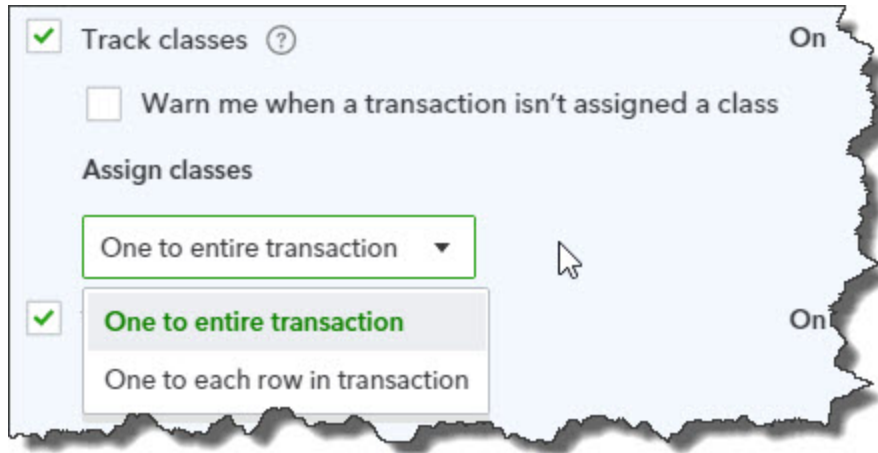 Track classes ? On
Warn me when a transaction isn't assigned a class
Assign classes
One to entire transaction
One to entire transaction
On
One to each row in transaction